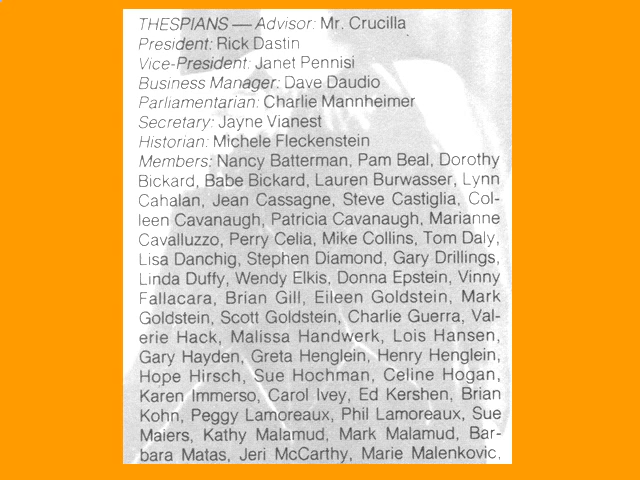 THESPIANS — Advisor: Mr. Crucilla
President: Rick Dastin
Vice-President: Janet Pennisi
Business Manager: Dave Daudio
Parliamentarian: Charlie Mannheimer
Secretary: Jayne Vianest
Historian: Michele Fleckenstein
Members: Nancy Batterman, Pam Beal, Dorothy
Bickard, Babe Bickard, Lauren Burwasser, Lynn
Cahalan, Jean Cassagne, Steve Castiglia, Col-
leen Cavanaugh, Patricia Cavanaugh, Marianne
Cavalluzzo, Perry Celia, Mike Collins, Tom Daly,
Lisa Danchig, Stephen Diamond, Gary Drillings,
Linda Duffy, Wendy Elkis, Donna Epstein, Vinny
Fallacara, Brian Gill, Eileen Goldstein, Mark
Goldstein, Scott Goldstein, Charlie Guerra, Val-
erie Hack, Malissa Handwerk, Lois Hansen,
Gary Hayden, Greta Henglein, Henry Henglein,
Hope Hirsch, Sue Hochman, Celine Hogan,
Karen Immerso, Carol Ivey, Ed Kershen, Brian
Kohn, Peggy Lamoreaux, Phil Lamoreaux, Sue
Maiers, Kathy Malamud, Mark Malamud, Bar-
bara Matas, Jeri McCarthy, Marie Malenkovic,